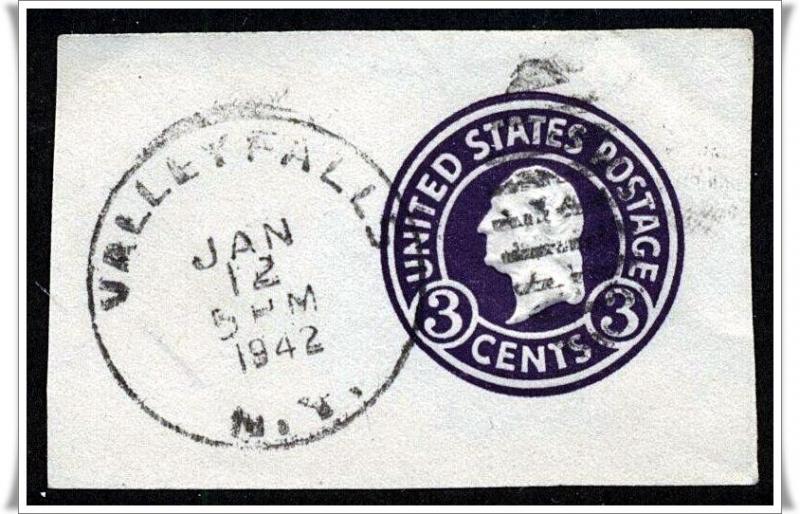 VALLEY FALLS
JAN
12
5 PM
1942
N.Y.
UNITED STATES POSTAGE
3 CENTS 3